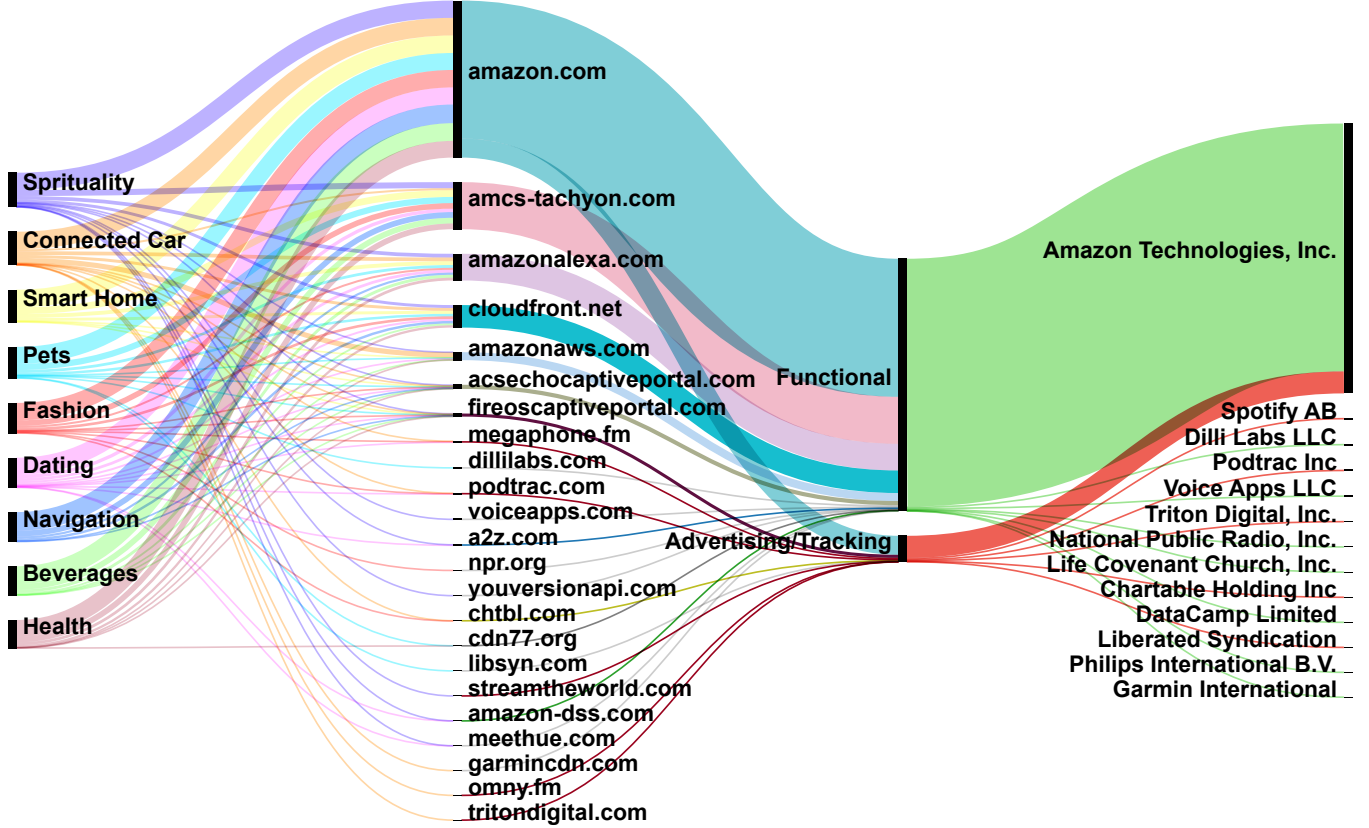 Sprituality
Connected Car
Smart Home
Pets
Fashion
Dating
Navigation
Beverages
Health
amazon.com
amcs-tachyon.com
amazonalexa.com
cloudfront.net
amazonaws.com
acsechocaptiveportal.com
fireoscaptiveportal.com
megaphone.fm
dillilabs.com
podtrac.com
voiceapps.com
a2z.com
npr.org
youversionapi.com
chtbl.com
cdn77.org
libsyn.com
streamtheworld.com
amazon-dss.com
meethue.com
garmincdn.com
omny.fm
tritondigital.com
Functional
Advertising/Tracking
Amazon Technologies, Inc.
Spotify AB
Dilli Labs LLC
Podtrac Inc
Voice Apps LLC
Triton Digital, Inc.
National Public Radio, Inc.
Life Covenant Church, Inc.
Chartable Holding Inc
DataCamp Limited
Liberated Syndication
Philips International B.V.
Garmin International